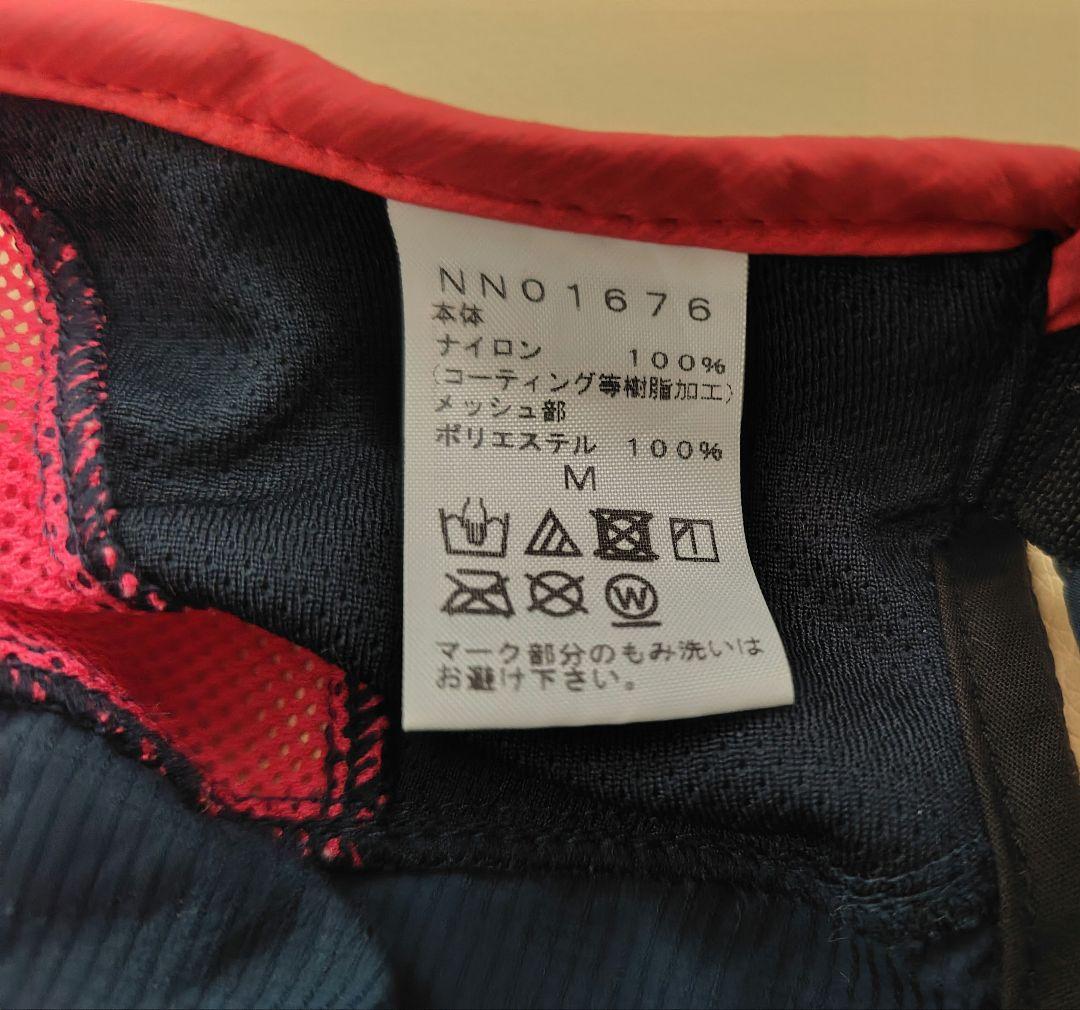 NN01676
本体
ナイロン 100%
(コーティング等樹脂加工)
メッシュ部
ポリエステル 100%
M
W
マーク部分のもみ洗いは
お避け下さい。